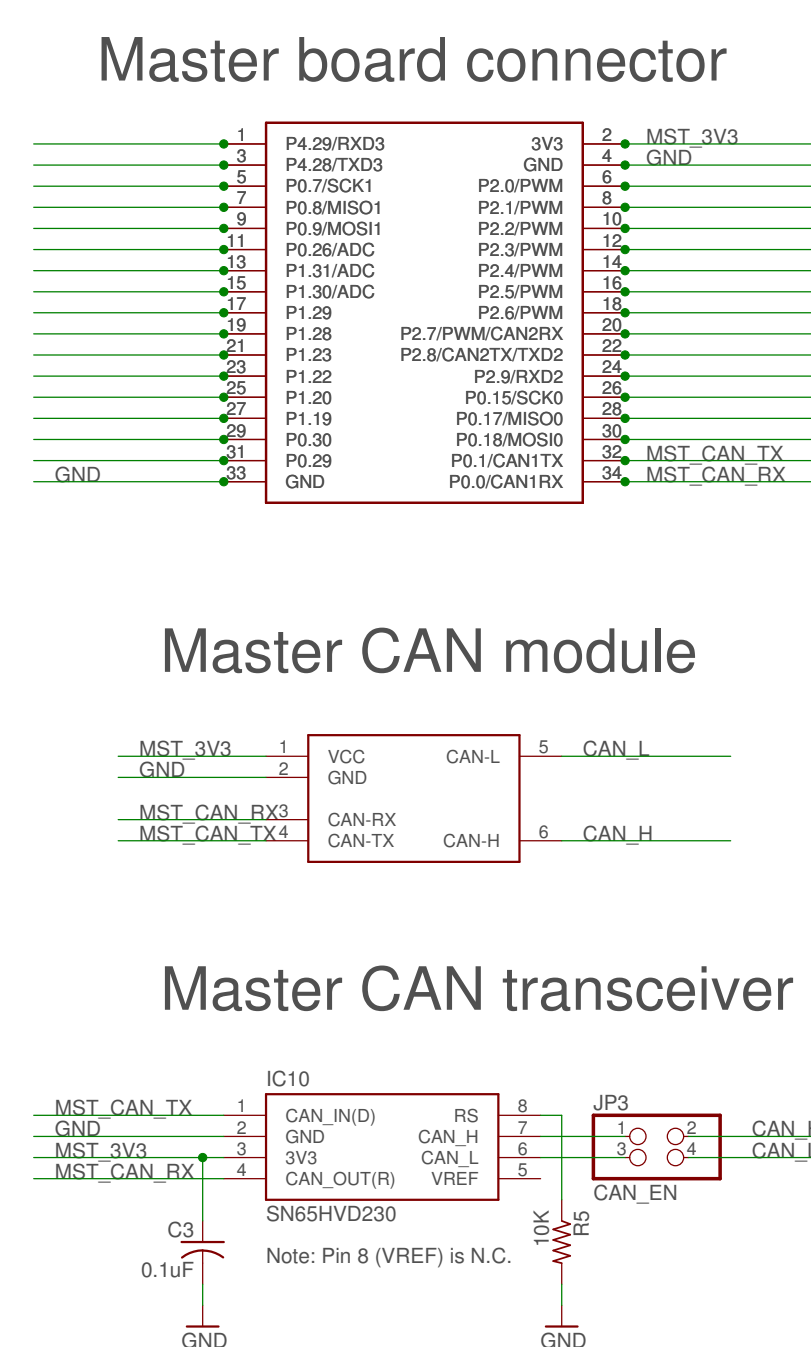 Master board connector
1 P4.29/RXD3 3V3 2 MST_3V3
3 P4.28/TXD3 GND 4 GND
5 P0.7/SCK1 P2.0/PWM 6
7 P0.8/MISO1 P2.1/PWM 8
9 P0.9/MOSI1 P2.2/PWM 10
11 P0.26/ADC P2.3/PWM 12
13 P1.31/ADC P2.4/PWM 14
15 P1.30/ADC P2.5/PWM 16
17 P1.29 P2.6/PWM 18
19 P1.28 P2.7/PWM/CAN2RX 20
21 P1.23 P2.8/CAN2TX/TXD2 22
23 P1.22 P2.9/RXD2 24
25 P1.20 P0.15/SCK0 26
27 P1.19 P0.17/MISO0 28
29 P0.30 P0.18/MOSI0 30
31 P0.29 P0.1/CAN1TX 32 MST_CAN_TX
GND 33 GND P0.0/CAN1RX 34 MST_CAN_RX
Master CAN module
MST_3V3 1 VCC CAN-L 5 CAN_L
GND 2 GND
MST_CAN_RX 3 CAN-RX
MST_CAN_TX 4 CAN-TX CAN-H 6 CAN_H
Master CAN transceiver
IC10
JP3
MST_CAN_TX 1 CAN_IN(D) RS 8
GND 2 GND CAN_H 7 1 2 CAN_H
MST_3V3 3 3V3 CAN_L 6 3 4 CAN_L
MST_CAN_RX 4 CAN_OUT(R) VREF 5
CAN_EN
SN65HVD230
C3
0.1uF
Note: Pin 8 (VREF) is N.C.
10K
R5
GND
GND